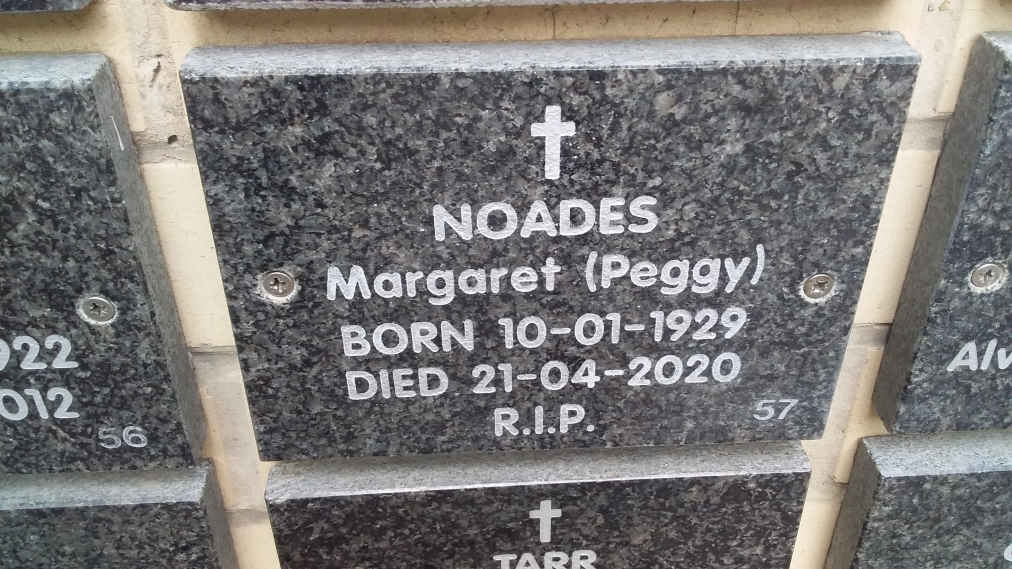 NOADES
Margaret (Peggy)
BORN 10-01-1929
DIED 21-04-2020
R.I.P.
57
922
012
56
TARR